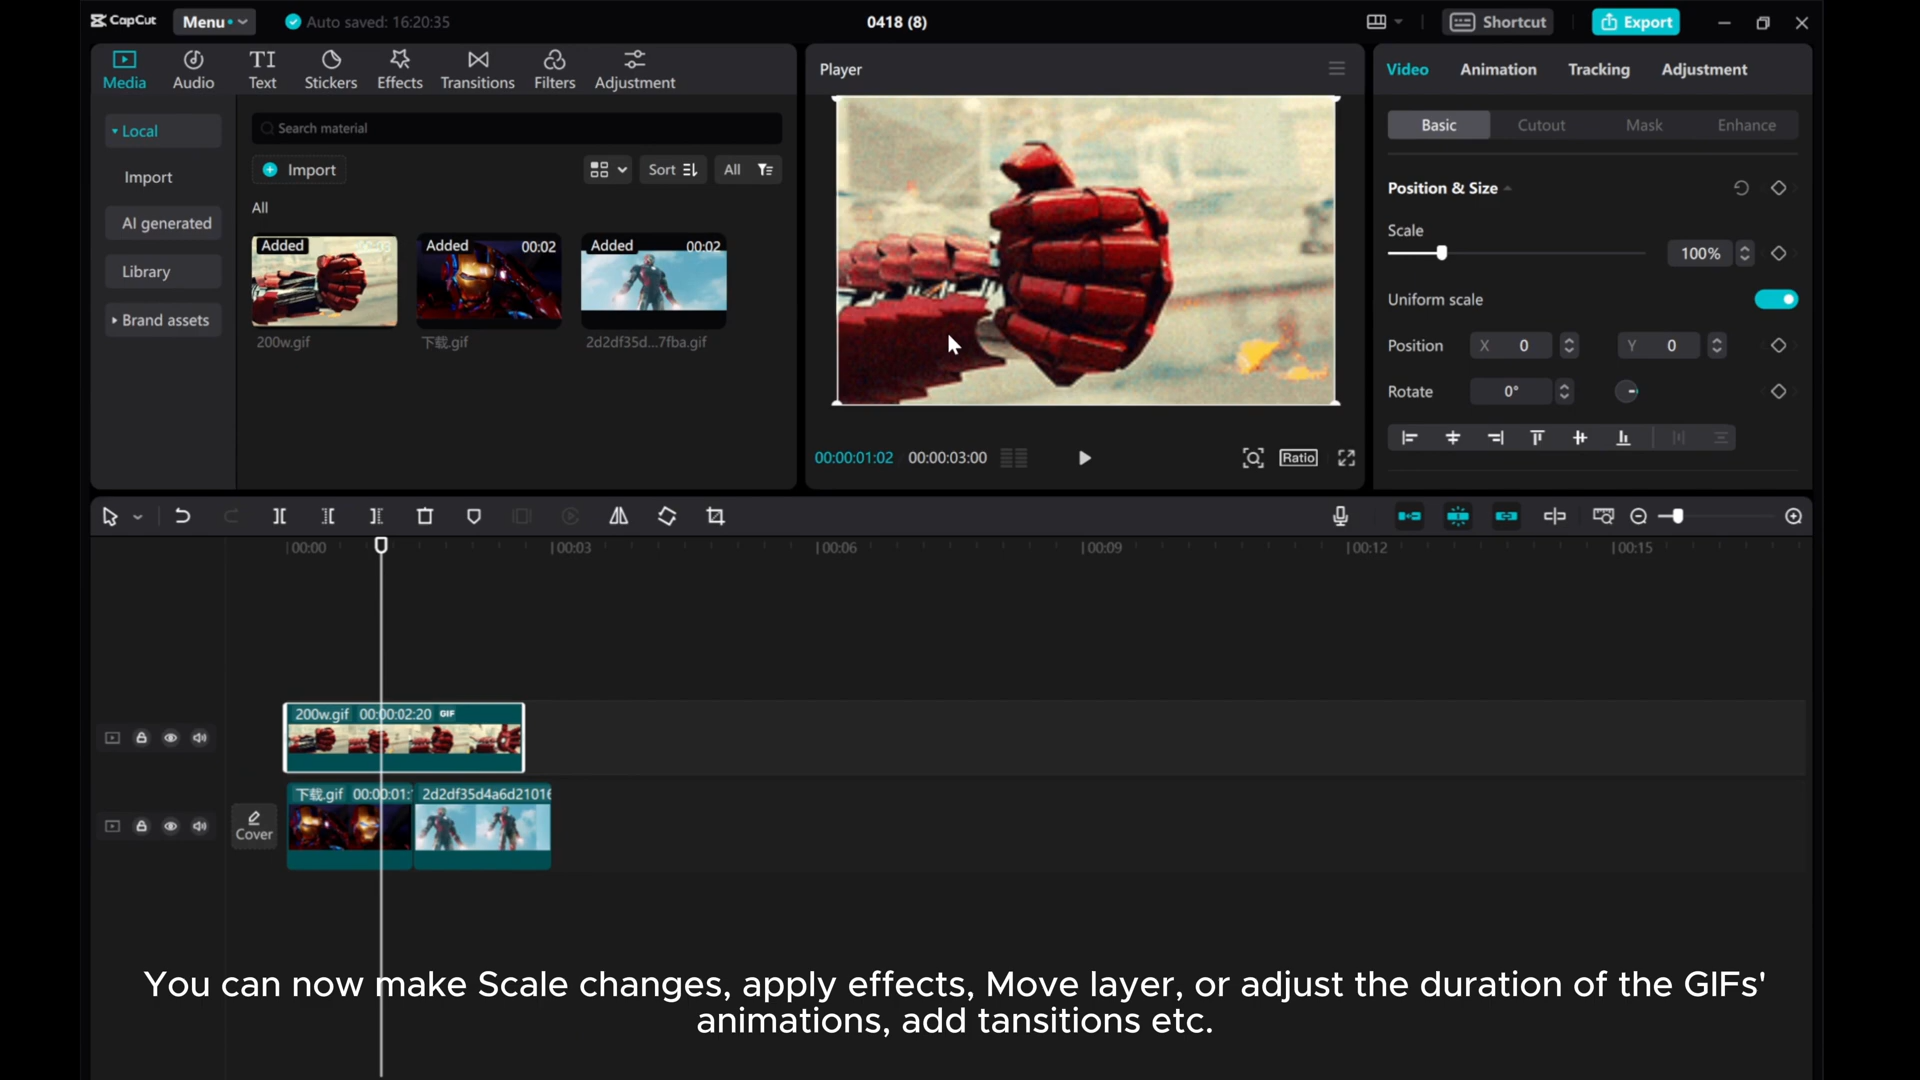 CapCut
Menu
Auto saved: 16:20:35
0418 (8)
Shortcut
Export
Media
Audio
TI
Text
Stickers
Effects
Transitions
Filters
Adjustment
Local
Import
AI generated
Library
Brand assets
Search material
Import
Sort
All
All
Added
200w.gif
Added
00:02
下载.gif
Added
00:02
2d2df35d...7fba.gif
Player
00:00:01:02
00:00:03:00
Ratio
Video
Animation
Tracking
Adjustment
Basic
Cutout
Mask
Enhance
Position & Size
Scale
100%
Uniform scale
Position
X
0
Y
0
Rotate
0°
00:00
00:03
00:06
00:09
00:12
00:15
200w.gif
00:00:02:20
GIF
Cover
下载.gif
00:00:01:
2d2df35d4a6d21016
You can now make Scale changes, apply effects, Move layer, or adjust the duration of the GIFs'
animations, add tansitions etc.